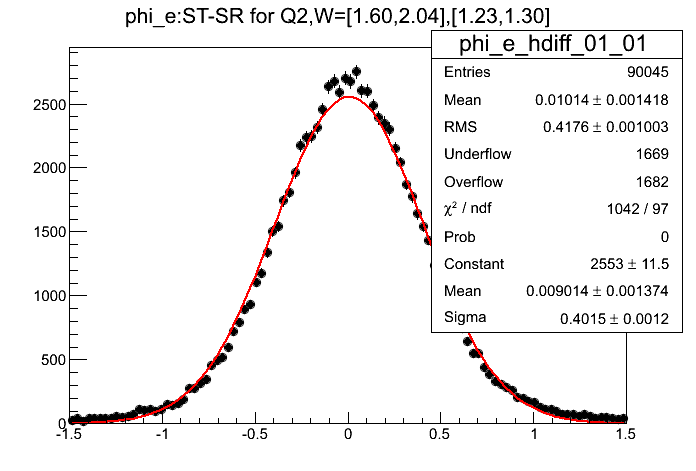 phi_e:ST-SR for Q2,W=[1.60,2.04],[1.23,1.30]
phi_e_hdiff_01_01
Entries 90045
Mean 0.01014 ± 0.001418
RMS 0.4176 ± 0.001003
Underflow 1669
Overflow 1682
χ² / ndf 1042 / 97
Prob 0
Constant 2553 ± 11.5
Mean 0.009014 ± 0.001374
Sigma 0.4015 ± 0.0012
2500
2000
1500
1000
500
0
-1.5 -1 -0.5 0 0.5 1 1.5